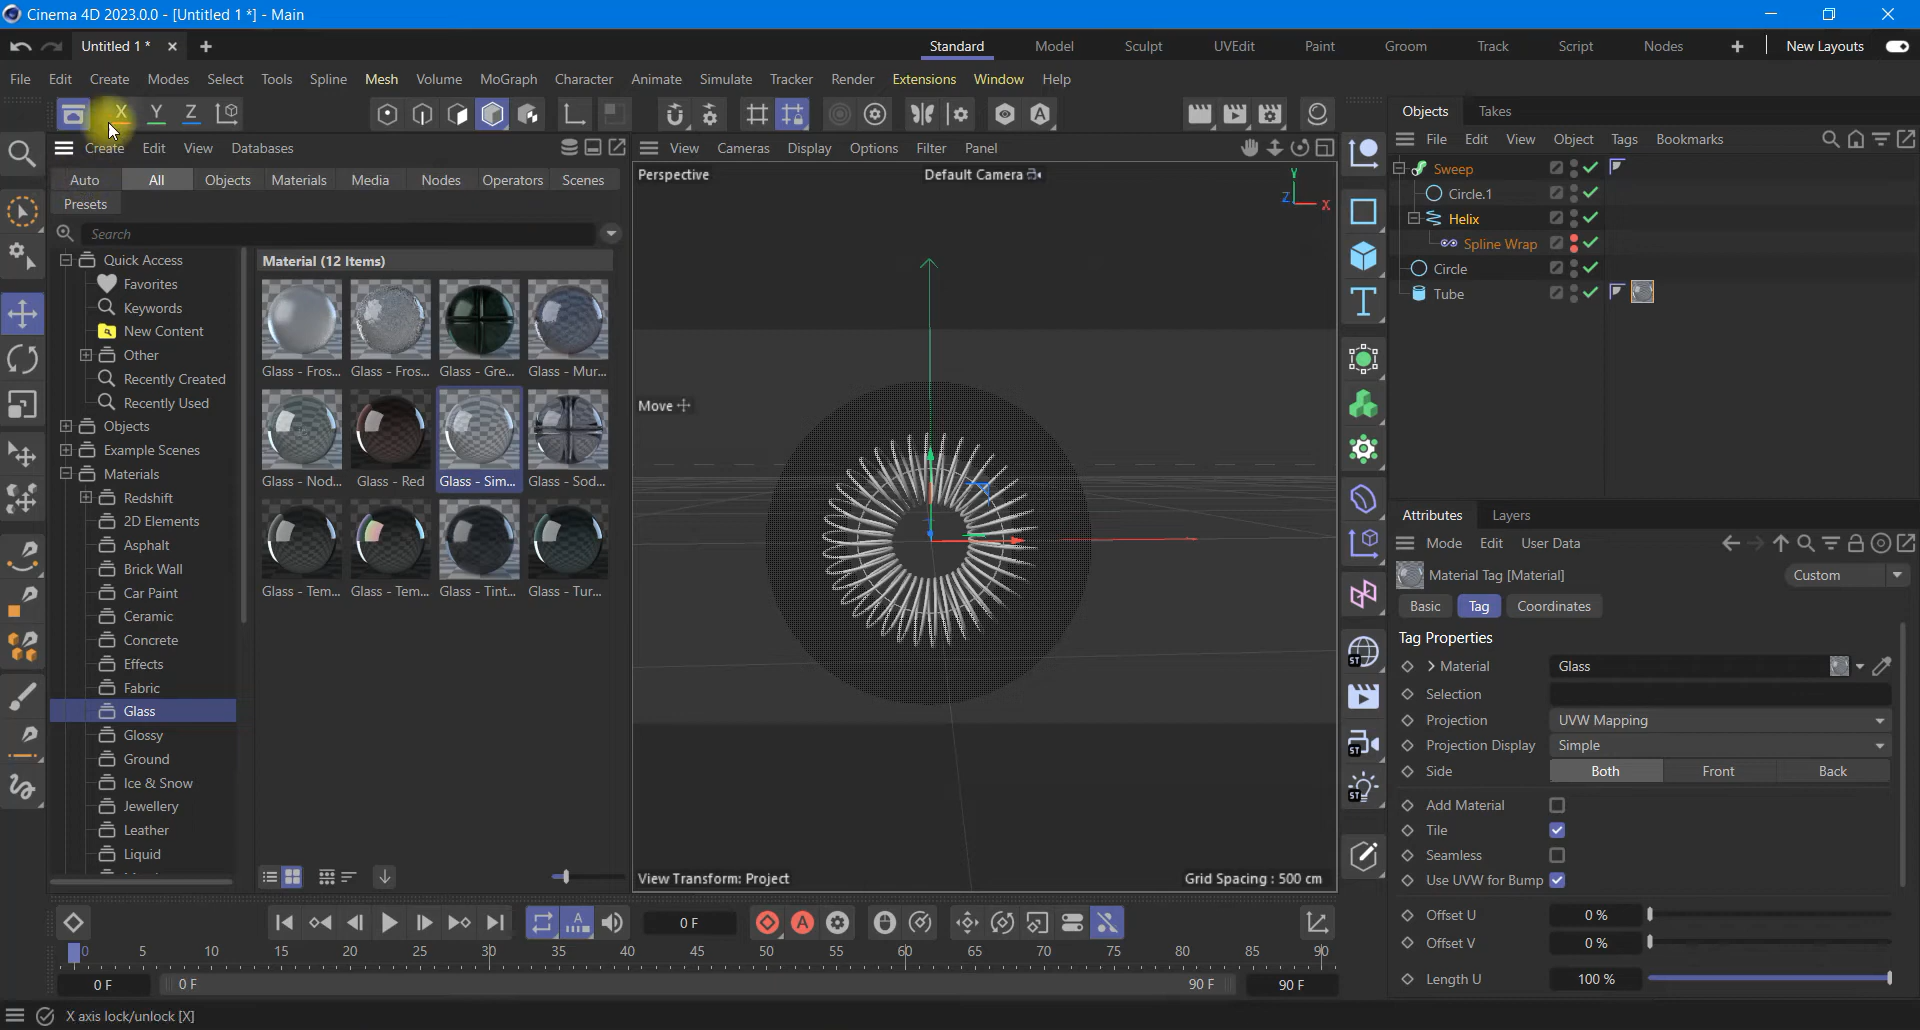 Cinema 4D 2023.0.0 - [Untitled 1 *] - Main
Untitled 1 *
Standard Model Sculpt UVEdit Paint Groom Track Script Nodes New Layouts
File Edit Create Modes Select Tools Spline Mesh Volume MoGraph Character Animate Simulate Tracker Render Extensions Window Help
X Y Z
A
Objects Takes
File Edit View Object Tags Bookmarks
Create Edit View Databases
Auto All Objects Materials Media Nodes Operators Scenes
Presets
Search
Quick Access
Favorites
Keywords
New Content
Other
Recently Created
Recently Used
Objects
Example Scenes
Materials
Redshift
2D Elements
Asphalt
Brick Wall
Car Paint
Ceramic
Concrete
Effects
Fabric
Glass
Glossy
Ground
Ice & Snow
Jewellery
Leather
Liquid
Material (12 Items)
Glass - Fros... Glass - Fros... Glass - Gre... Glass - Mur...
Glass - Nod... Glass - Red Glass - Sim... Glass - Sod...
Glass - Tem... Glass - Tem... Glass - Tint... Glass - Tur...
View Cameras Display Options Filter Panel
Perspective
Default Camera
Y
Z X
Move
View Transform: Project
Grid Spacing : 500 cm
T
ST
ST
ST
Sweep
Circle.1
Helix
Spline Wrap
Circle
Tube
Attributes Layers
Mode Edit User Data
Material Tag [Material]
Custom
Basic Tag Coordinates
Tag Properties
Material Glass
Selection
Projection UVW Mapping
Projection Display Simple
Side Both Front Back
Add Material
Tile
Seamless
Use UVW for Bump
Offset U 0 %
Offset V 0 %
Length U 100 %
A
0 F
A
0 5 10 15 20 25 30 35 40 45 50 55 60 65 70 75 80 85 90
0 F 0 F 90 F 90 F
X axis lock/unlock [X]